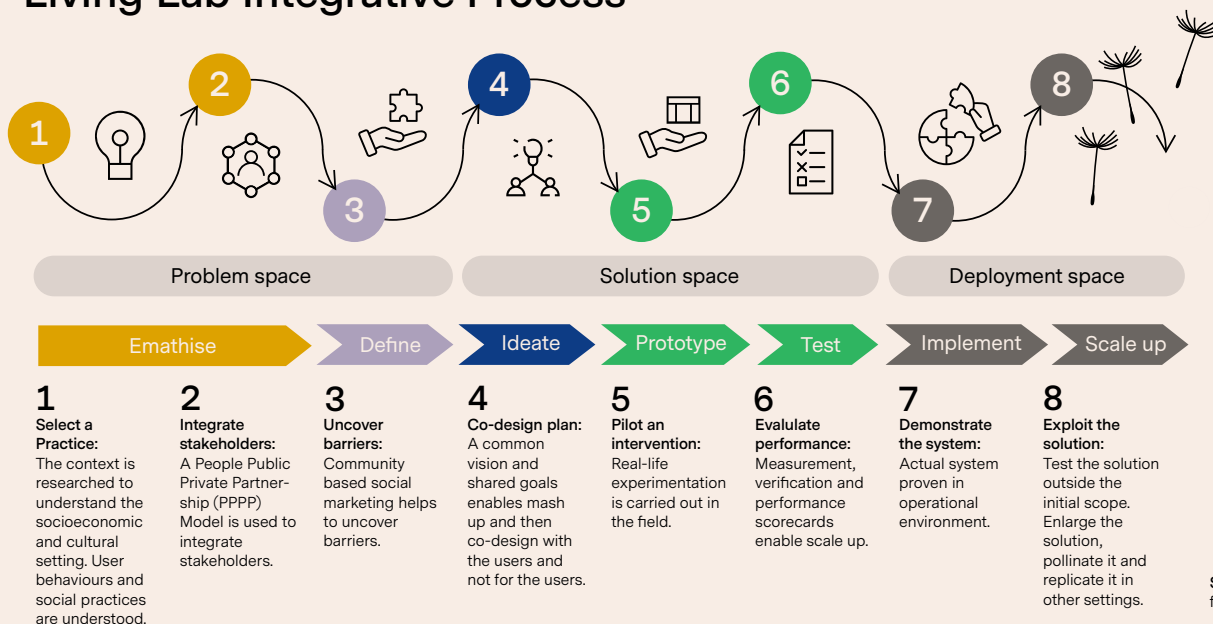 Living Lab Integrative Process
1
2
3
4
5
6
7
8
Problem space
Solution space
Deployment space
Emathise
Define
Ideate
Prototype
Test
Implement
Scale up
1
Select a
Practice:
The context is
researched to
understand the
socioeconomic
and cultural
setting. User
behaviours and
social practices
are understood.
2
Integrate
stakeholders:
A People Public
Private Partner-
ship (PPPP)
Model is used to
integrate
stakeholders.
3
Uncover
barriers:
Community
based social
marketing helps
to uncover
barriers.
4
Co-design plan:
A common
vision and
shared goals
enables mash
up and then
co-design with
the users and
not for the users.
5
Pilot an
intervention:
Real-life
experimentation
is carried out in
the field.
6
Evalulate
performance:
Measurement,
verification and
performance
scorecards
enable scale up.
7
Demonstrate
the system:
Actual system
proven in
operational
environment.
8
Exploit the
solution:
Test the solution
outside the
initial scope.
Enlarge the
solution,
pollinate it and
replicate it in
other settings.